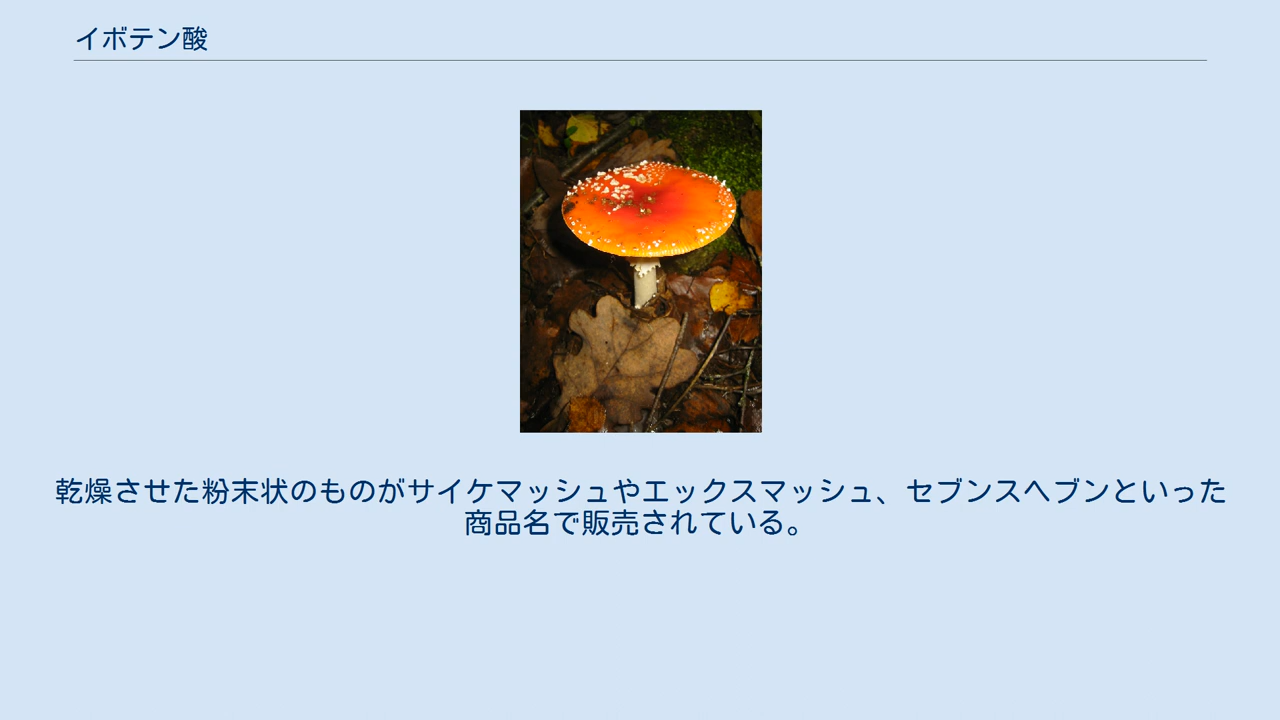 イボテン酸
乾燥させた粉末状のものがサイケマッシュやエックスマッシュ、セブンスヘブンといった
商品名で販売されている。